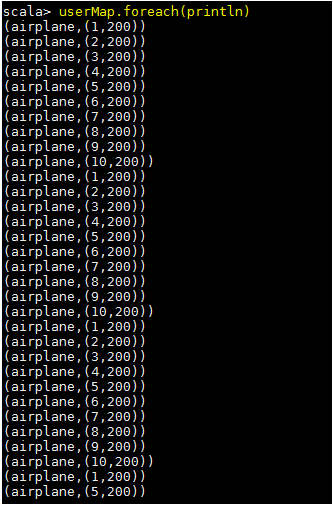 scala> userMap.foreach(println)
(airplane,(1,200))
(airplane,(2,200))
(airplane,(3,200))
(airplane,(4,200))
(airplane,(5,200))
(airplane,(6,200))
(airplane,(7,200))
(airplane,(8,200))
(airplane,(9,200))
(airplane,(10,200))
(airplane,(1,200))
(airplane,(2,200))
(airplane,(3,200))
(airplane,(4,200))
(airplane,(5,200))
(airplane,(6,200))
(airplane,(7,200))
(airplane,(8,200))
(airplane,(9,200))
(airplane,(10,200))
(airplane,(1,200))
(airplane,(2,200))
(airplane,(3,200))
(airplane,(4,200))
(airplane,(5,200))
(airplane,(6,200))
(airplane,(7,200))
(airplane,(8,200))
(airplane,(9,200))
(airplane,(10,200))
(airplane,(1,200))
(airplane,(5,200))